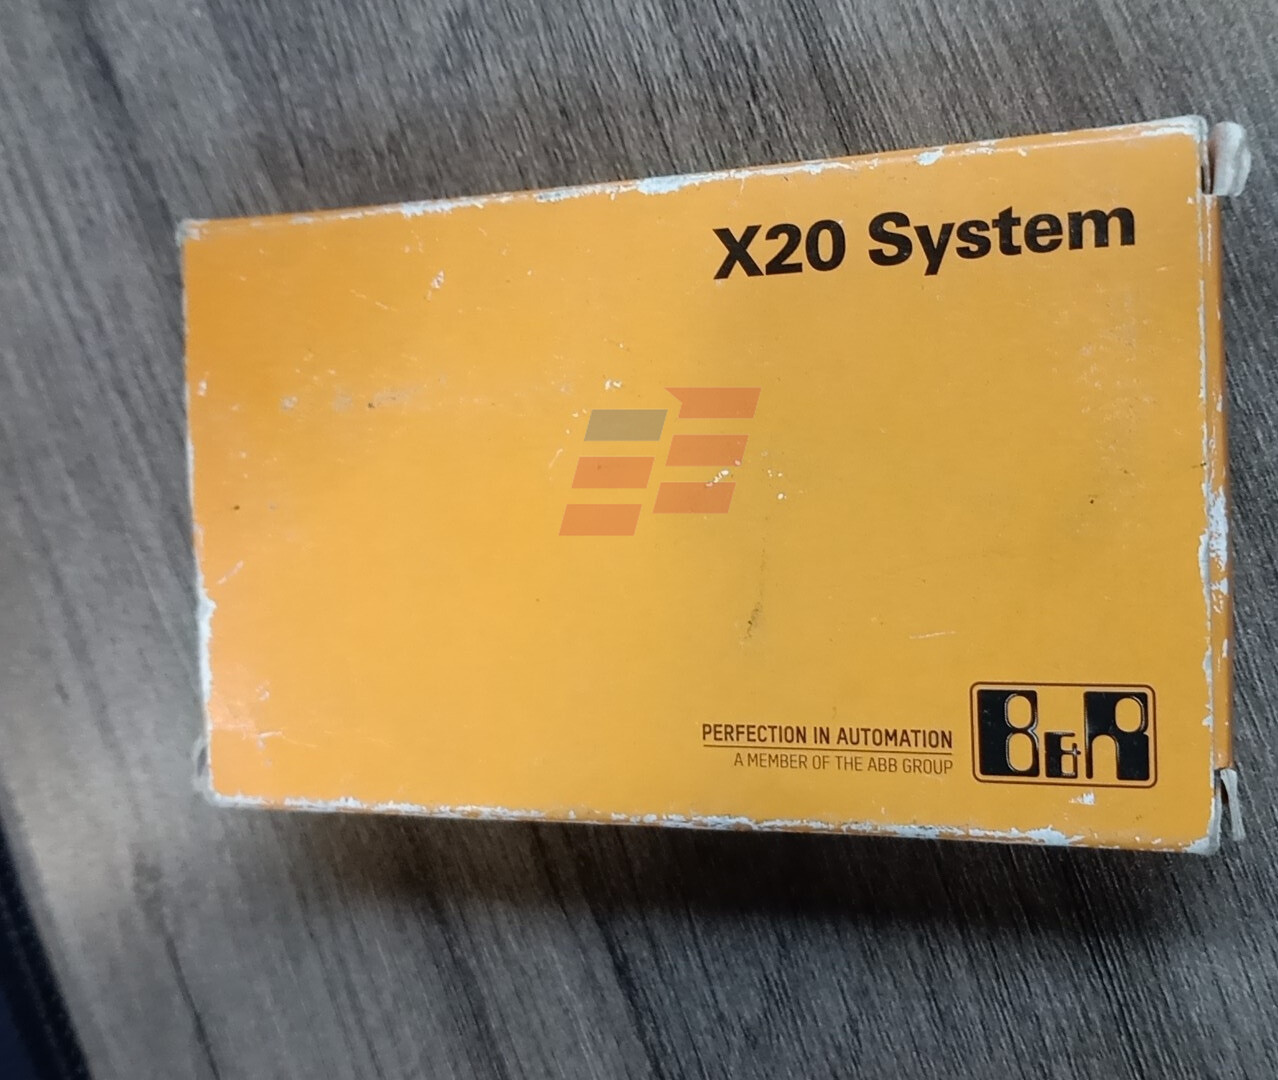 X20 System
PERFECTION IN AUTOMATION
A MEMBER OF THE ABB GROUP
B&R